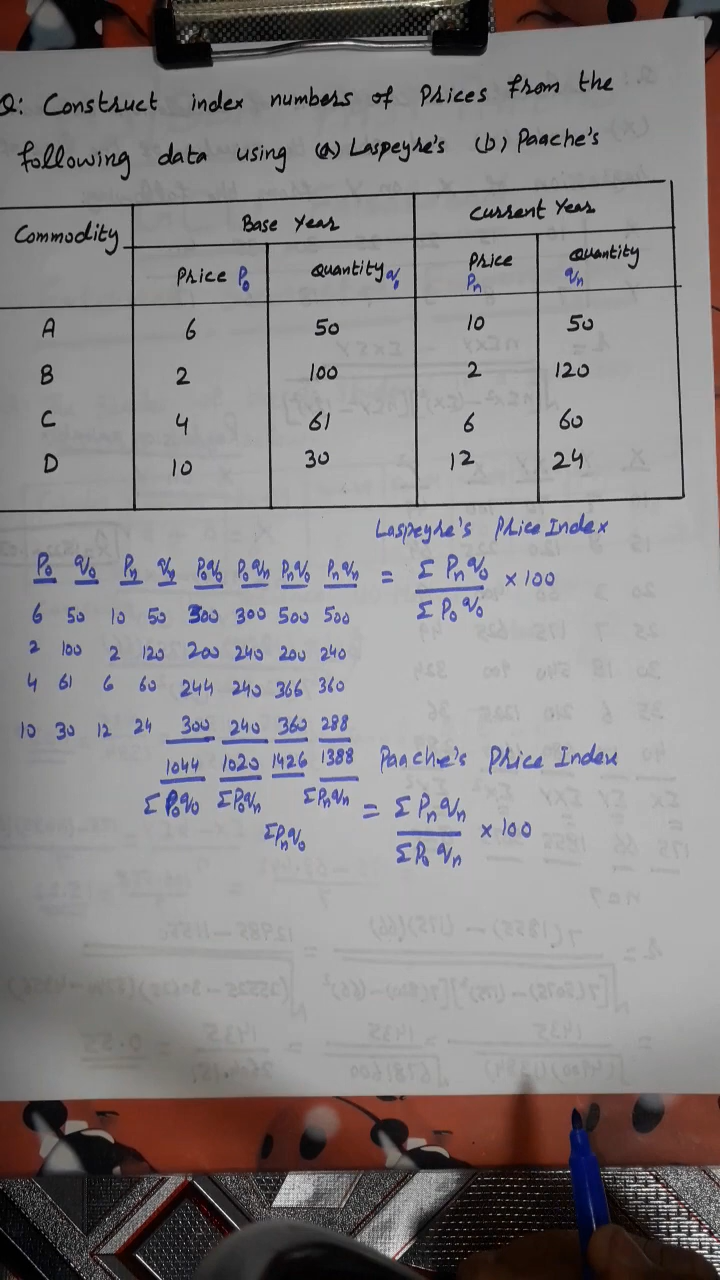 Q: Construct index numbers of Prices from the
following data using (a) Laspeyre's (b) Paache's
Commodity Base Year Current Year
Price P₀ Quantity q₀ Price Pₙ Quantity qₙ
A 6 50 10 50
B 2 100 2 120
C 4 61 6 60
D 10 30 12 24
Laspeyre's Price Index
P₀ q₀ Pₙ qₙ P₀q₀ P₀qₙ Pₙq₀ Pₙqₙ = Σ Pₙq₀ / Σ P₀q₀ × 100
6 50 10 50 300 300 500 500
2 100 2 120 200 240 200 240
4 61 6 60 244 240 366 360
10 30 12 24 300 240 360 288
1044 1020 1426 1388 Paache's Price Index
ΣP₀q₀ ΣP₀qₙ ΣPₙqₙ = Σ Pₙqₙ / Σ P₀qₙ × 100
ΣPₙq₀